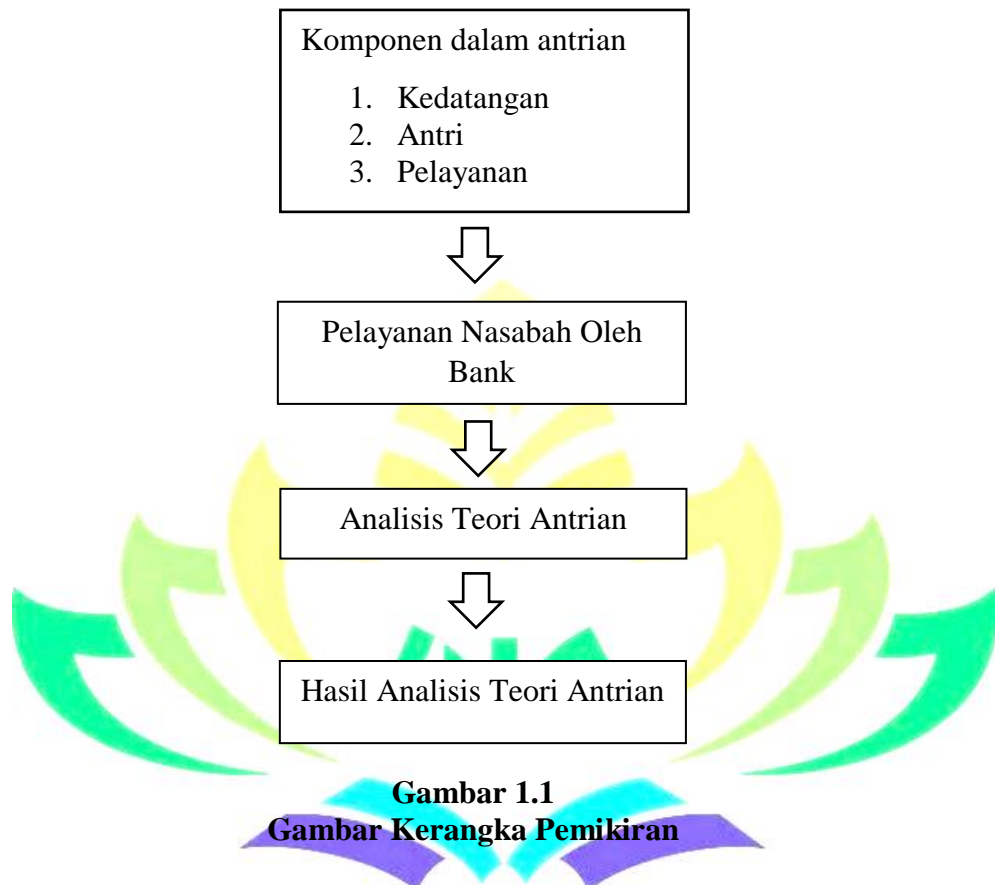 Komponen dalam antrian
1. Kedatangan
2. Antri
3. Pelayanan
Pelayanan Nasabah Oleh
Bank
Analisis Teori Antrian
Hasil Analisis Teori Antrian
Gambar 1.1
Gambar Kerangka Pemikiran